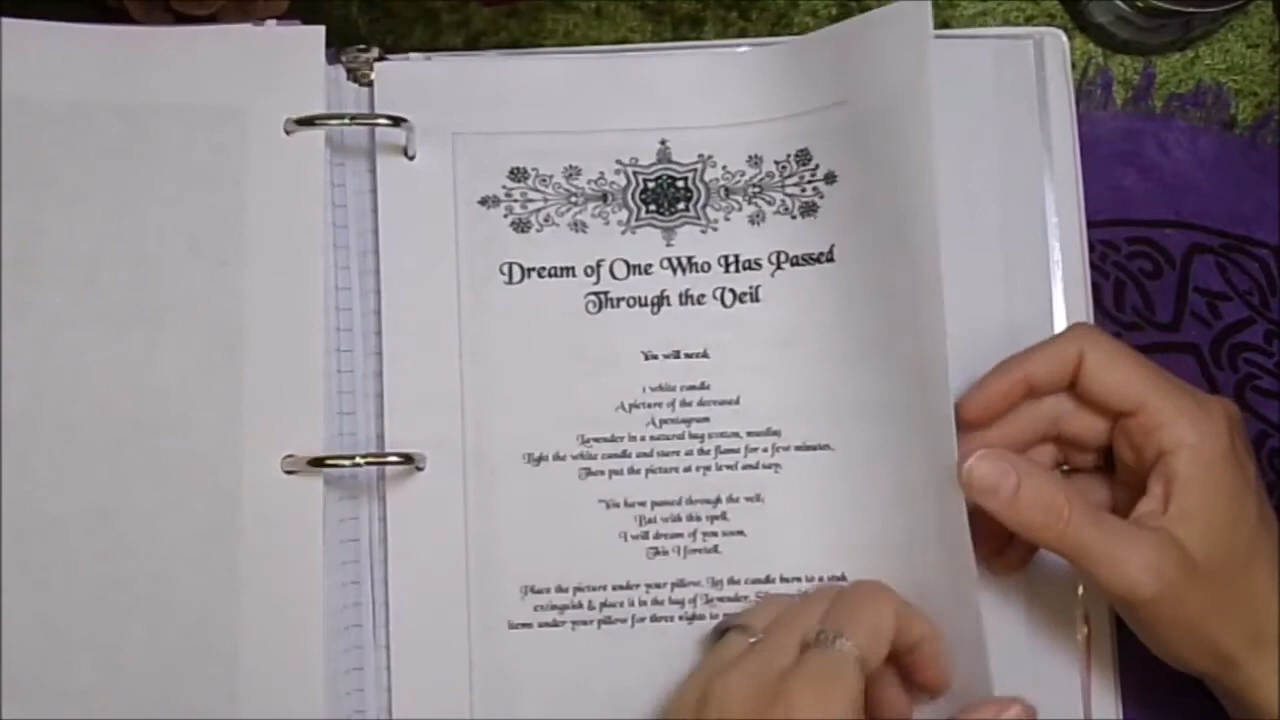 Dream of One Who Has Passed
Through the Veil
You will need,
1 white candle
A picture of the deceased
A pentagram
Lavender in a natural bag (cotton, muslin)
Light the white candle and stare at the flame for a few minutes.
Then put the picture at eye level and say,
"You have passed through the veil;
But with this spell,
I will dream of you soon,
This I foretell.
Place the picture under your pillow. Let the candle burn to a stub,
extinguish & place it in the bag of Lavender.
items under your pillow for three nights to